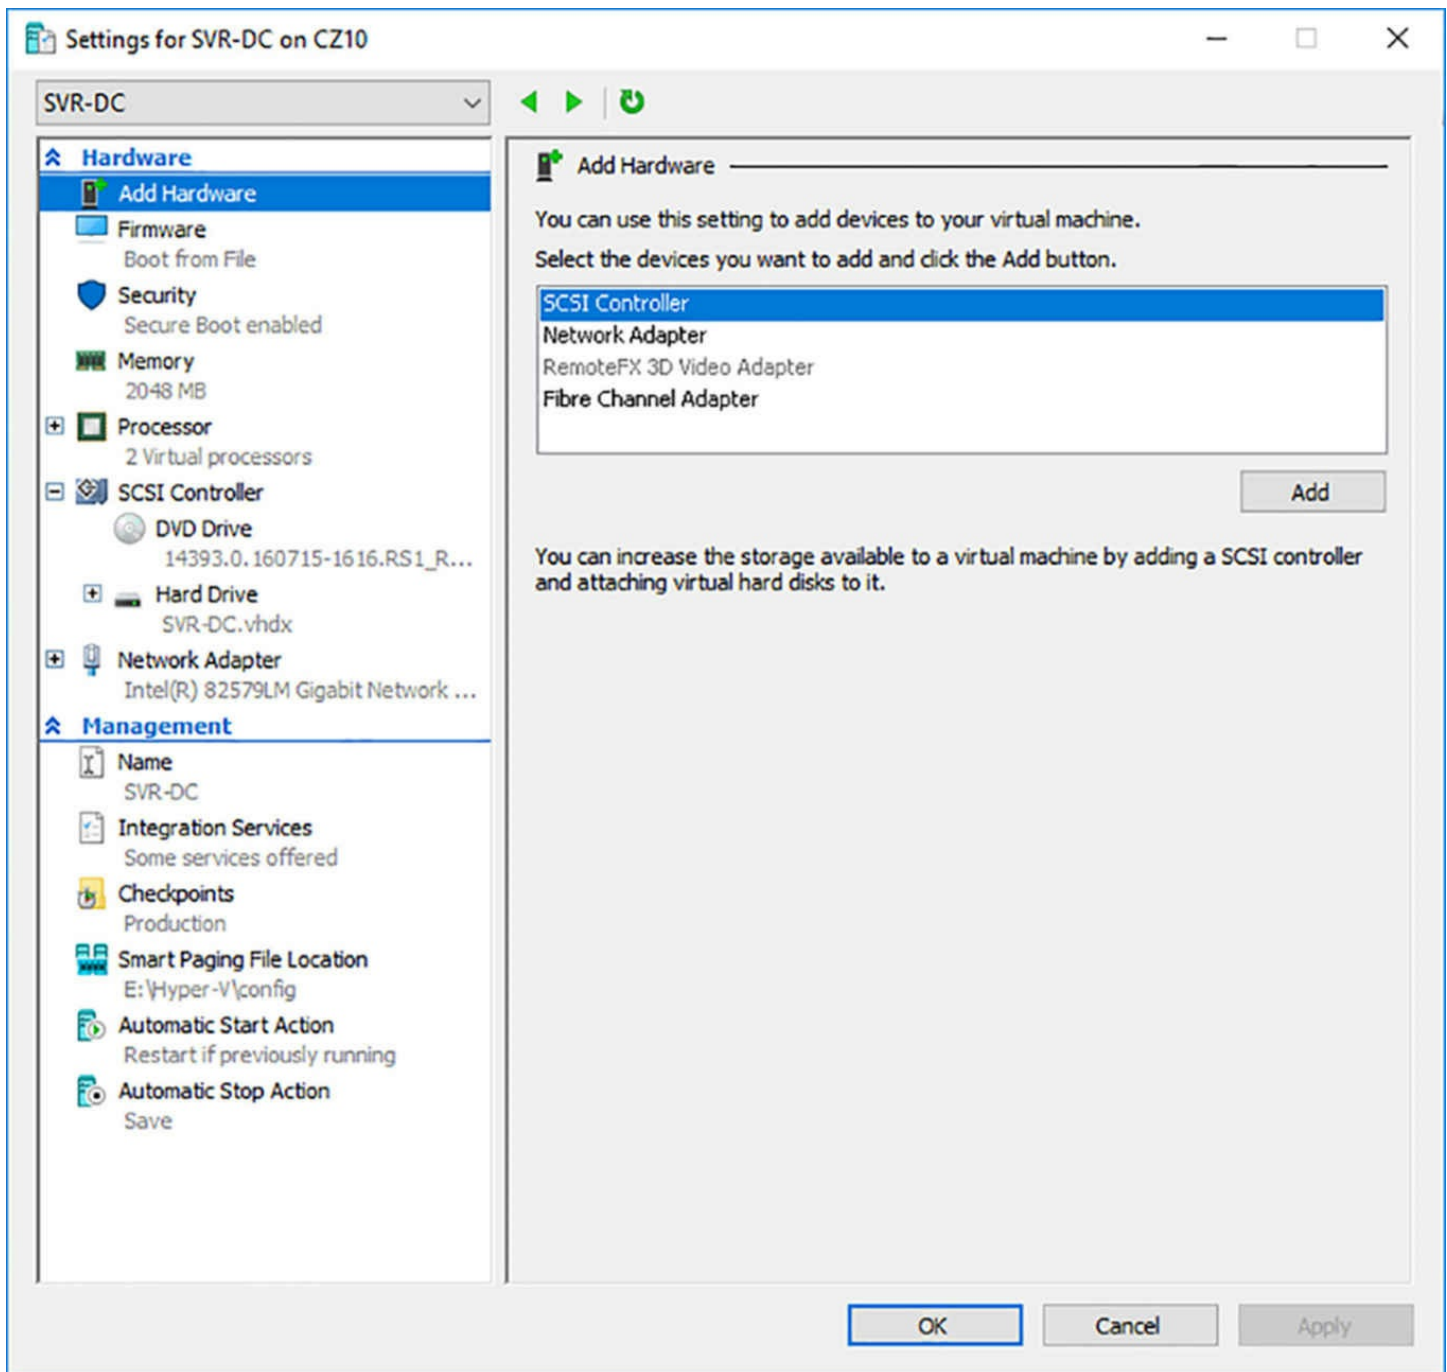 Settings for SVR-DC on CZ10
SVR-DC
Hardware
Add Hardware
Firmware
Boot from File
Security
Secure Boot enabled
Memory
2048 MB
Processor
2 Virtual processors
SCSI Controller
DVD Drive
14393.0.160715-1616.RS1_R...
Hard Drive
SVR-DC.vhdx
Network Adapter
Intel(R) 82579LM Gigabit Network ...
Management
Name
SVR-DC
Integration Services
Some services offered
Checkpoints
Production
Smart Paging File Location
E:\Hyper-V\config
Automatic Start Action
Restart if previously running
Automatic Stop Action
Save
Add Hardware
You can use this setting to add devices to your virtual machine.
Select the devices you want to add and click the Add button.
SCSI Controller
Network Adapter
RemoteFX 3D Video Adapter
Fibre Channel Adapter
Add
You can increase the storage available to a virtual machine by adding a SCSI controller
and attaching virtual hard disks to it.
OK
Cancel
Apply